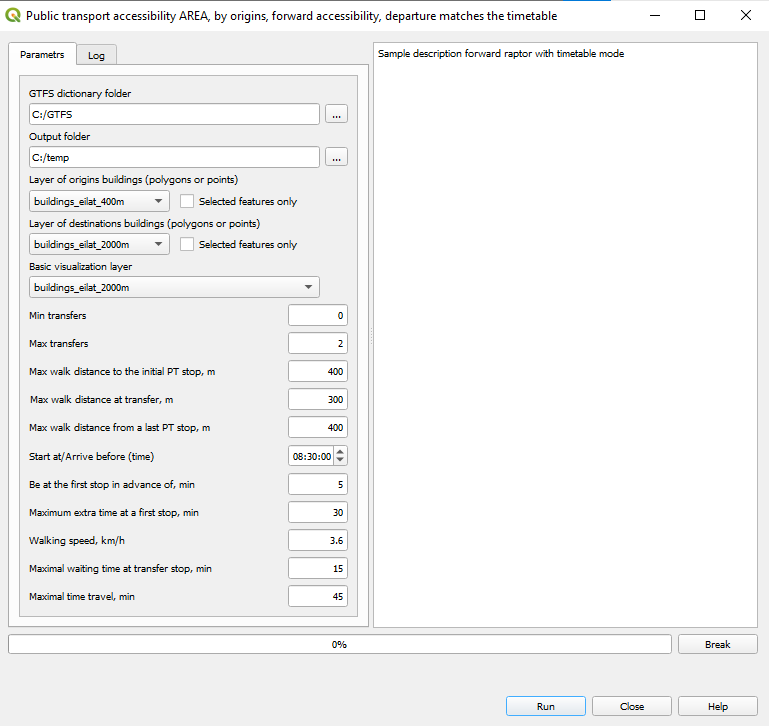 Public transport accessibility AREA, by origins, forward accessibility, departure matches the timetable
Parametrs
Log
Sample description forward raptor with timetable mode
GTFS dictionary folder
C:/GTFS
...
Output folder
C:/temp
...
Layer of origins buildings (polygons or points)
buildings_eilat_400m
Selected features only
Layer of destinations buildings (polygons or points)
buildings_eilat_2000m
Selected features only
Basic visualization layer
buildings_eilat_2000m
Min transfers 0
Max transfers 2
Max walk distance to the initial PT stop, m 400
Max walk distance at transfer, m 300
Max walk distance from a last PT stop, m 400
Start at/Arrive before (time) 08:30:00
Be at the first stop in advance of, min 5
Maximum extra time at a first stop, min 30
Walking speed, km/h 3.6
Maximal waiting time at transfer stop, min 15
Maximal time travel, min 45
0%
Break
Run
Close
Help